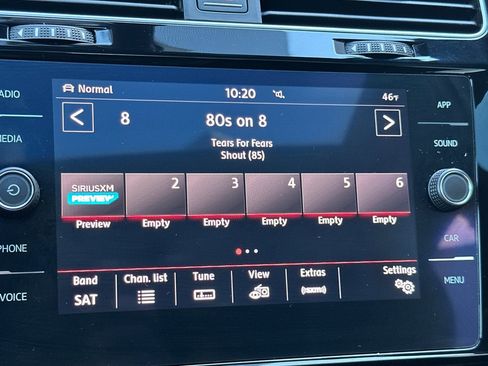 Normal 10:20 46°F
RADIO APP
8 80s on 8
Tears For Fears
Shout (85)
MEDIA SOUND
SIRIUSXM 2 3 4 5 6
PREVIEW
Preview Empty Empty Empty Empty Empty
PHONE CAR
Band Chan. list Tune View Extras Settings
SAT
VOICE MENU